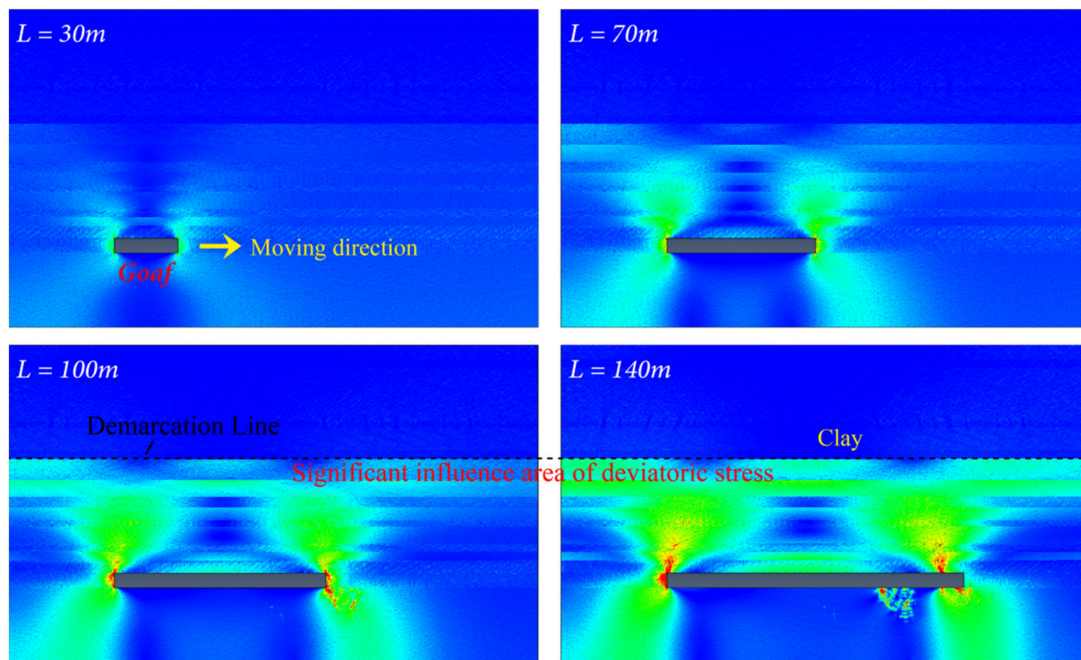 L = 30m
L = 70m
Moving direction
Goaf
L = 100m
L = 140m
Demarcation Line
Clay
Significant influence area of deviatoric stress